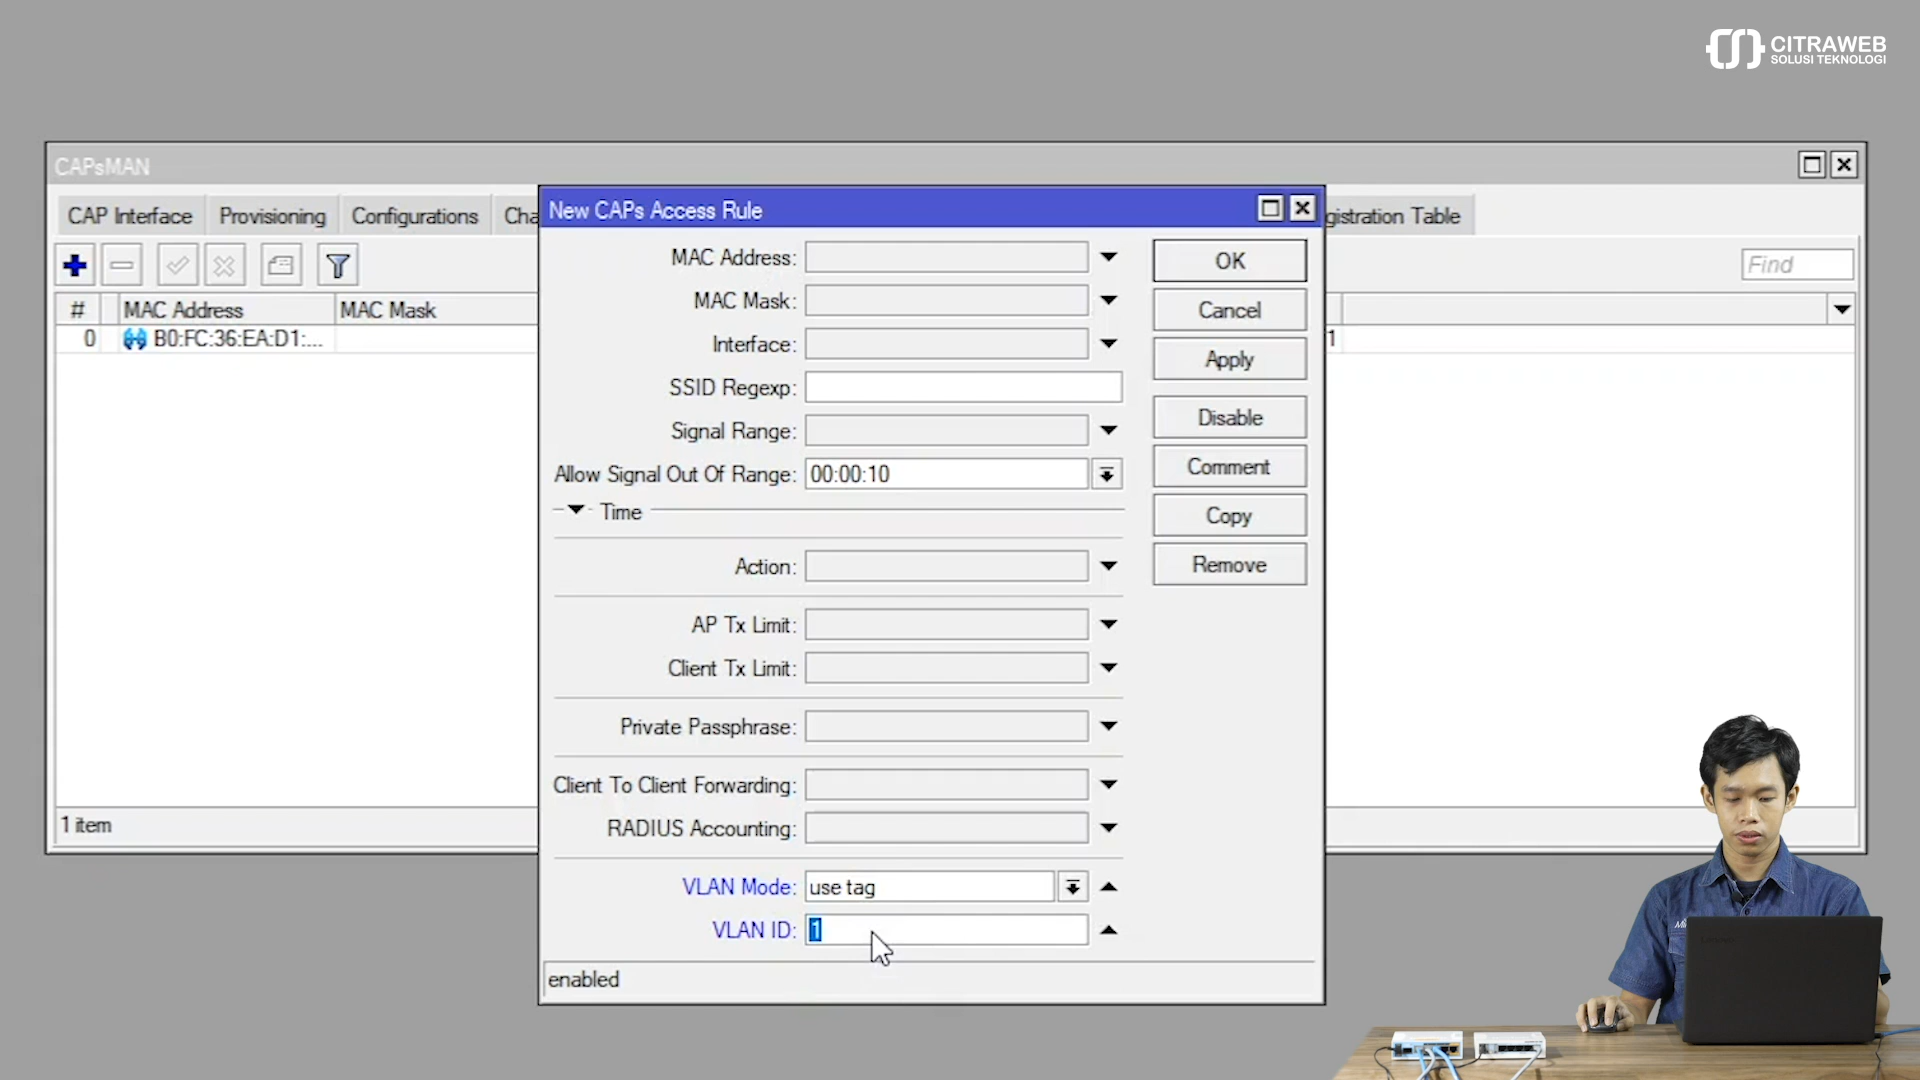 CITRAWEB
SOLUSI TEKNOLOGI
CAPsMAN
CAP Interface Provisioning Configurations Cha gistration Table
Find
# MAC Address MAC Mask
0 B0:FC:36:EA:D1:... 1
1 item
New CAPs Access Rule
MAC Address:
MAC Mask:
Interface:
SSID Regexp:
Signal Range:
Allow Signal Out Of Range: 00:00:10
Time
Action:
AP Tx Limit:
Client Tx Limit:
Private Passphrase:
Client To Client Forwarding:
RADIUS Accounting:
VLAN Mode: use tag
VLAN ID: 1
enabled
OK
Cancel
Apply
Disable
Comment
Copy
Remove